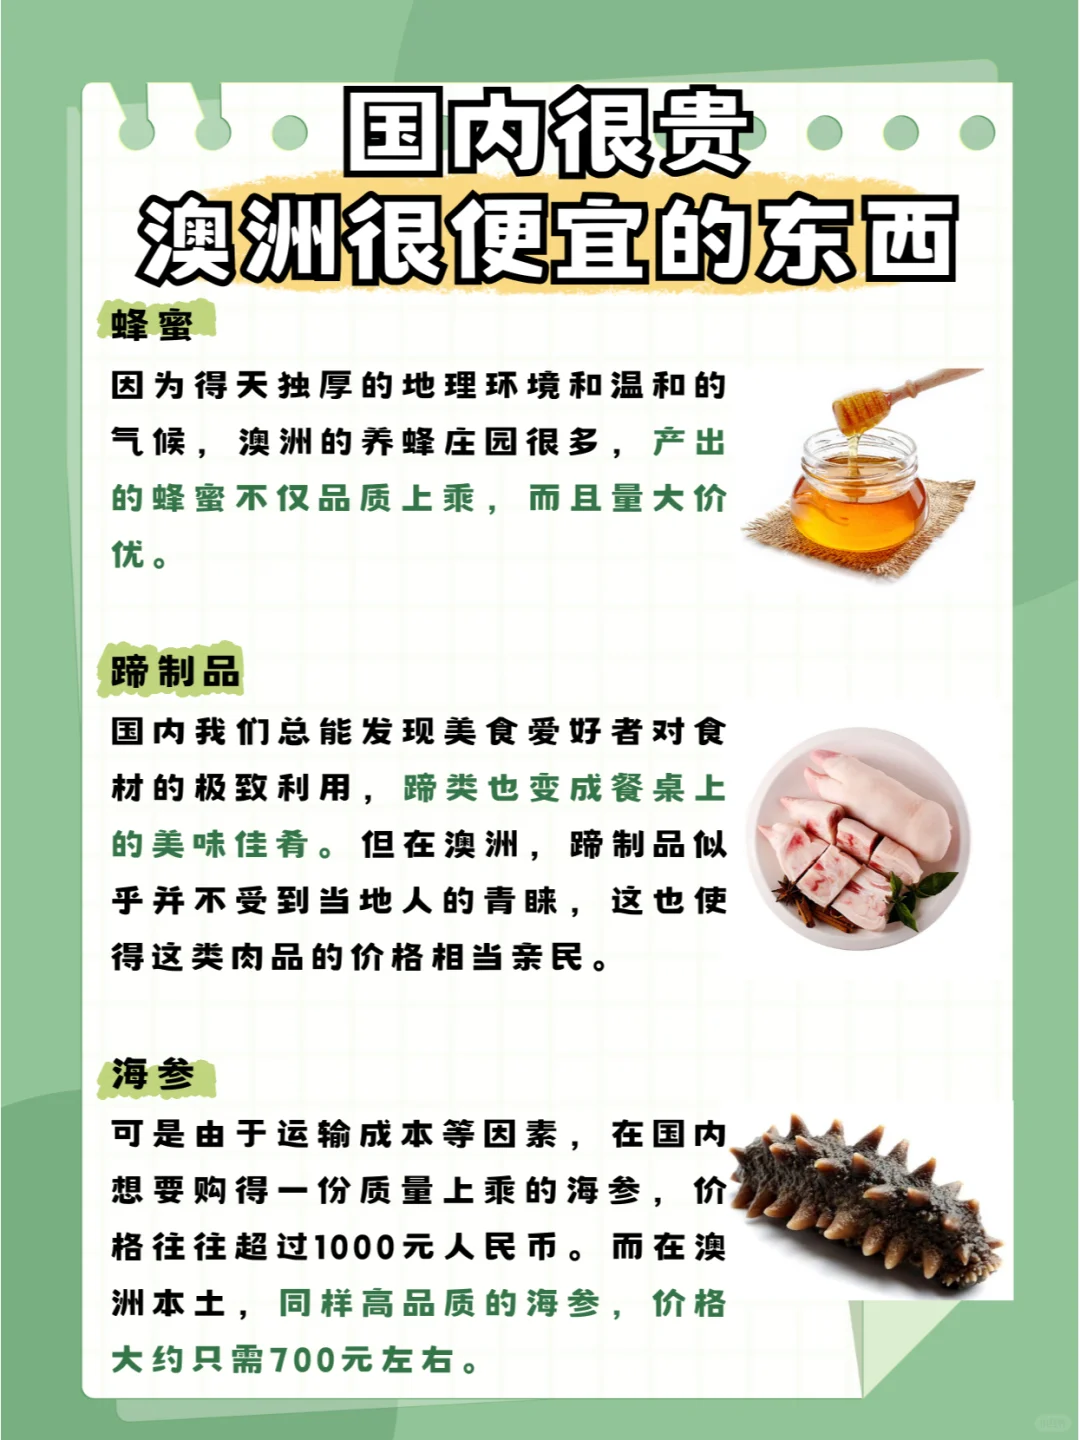 国内很贵
澳洲很便宜的东西
蜂蜜
因为得天独厚的地理环境和温和的
气候，澳洲的养蜂庄园很多，产出
的蜂蜜不仅品质上乘，而且量大价
优。
蹄制品
国内我们总能发现美食爱好者对食
材的极致利用，蹄类也变成餐桌上
的美味佳肴。但在澳洲，蹄制品似
乎并不受到当地人的青睐，这也使
得这类肉品的价格相当亲民。
海参
可是由于运输成本等因素，在国内
想要购得一份质量上乘的海参，价
格往往超过1000元人民币。而在澳
洲本土，同样高品质的海参，价格
大约只需700元左右。